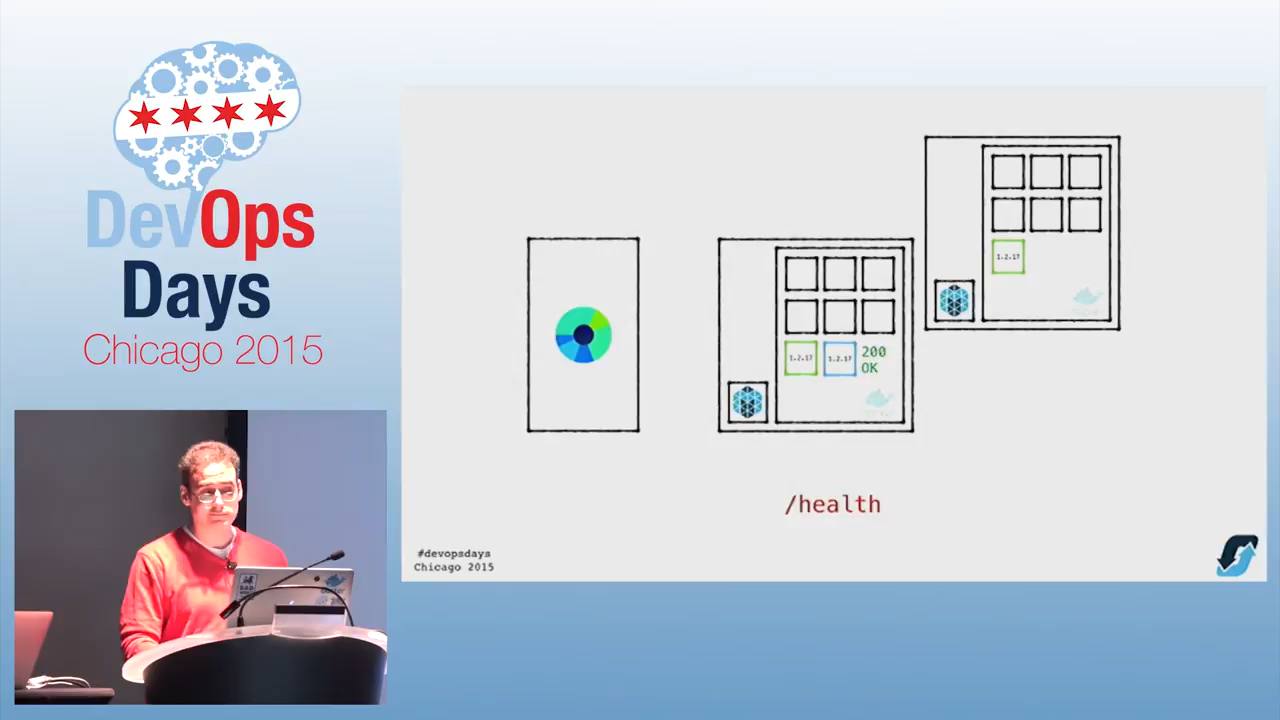 DevOps
Days
Chicago 2015
1.2.17
1.2.17
1.2.17
200
OK
/health
#devopsdays
Chicago 2015
DAD